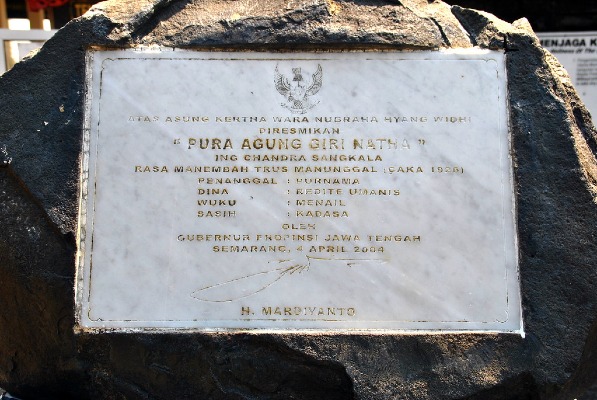 ATAS ASUNG KERTHA WARA NUGRAHA HYANG WIDHI
DIRESMIKAN
" PURA AGUNG GIRI NATHA "
ING CHANDRA SANGKALA
RASA MANEMBAH TRUS MANUNGGAL (ÇAKA 1926)
PENANGGAL : PURNAMA
DINA : REDITE UMANIS
WUKU : MENAIL
SASIH : KADASA
OLEH
GUBERNUR PROPINSI JAWA TENGAH
SEMARANG, 4 APRIL 2004
H. MARDIYANTO